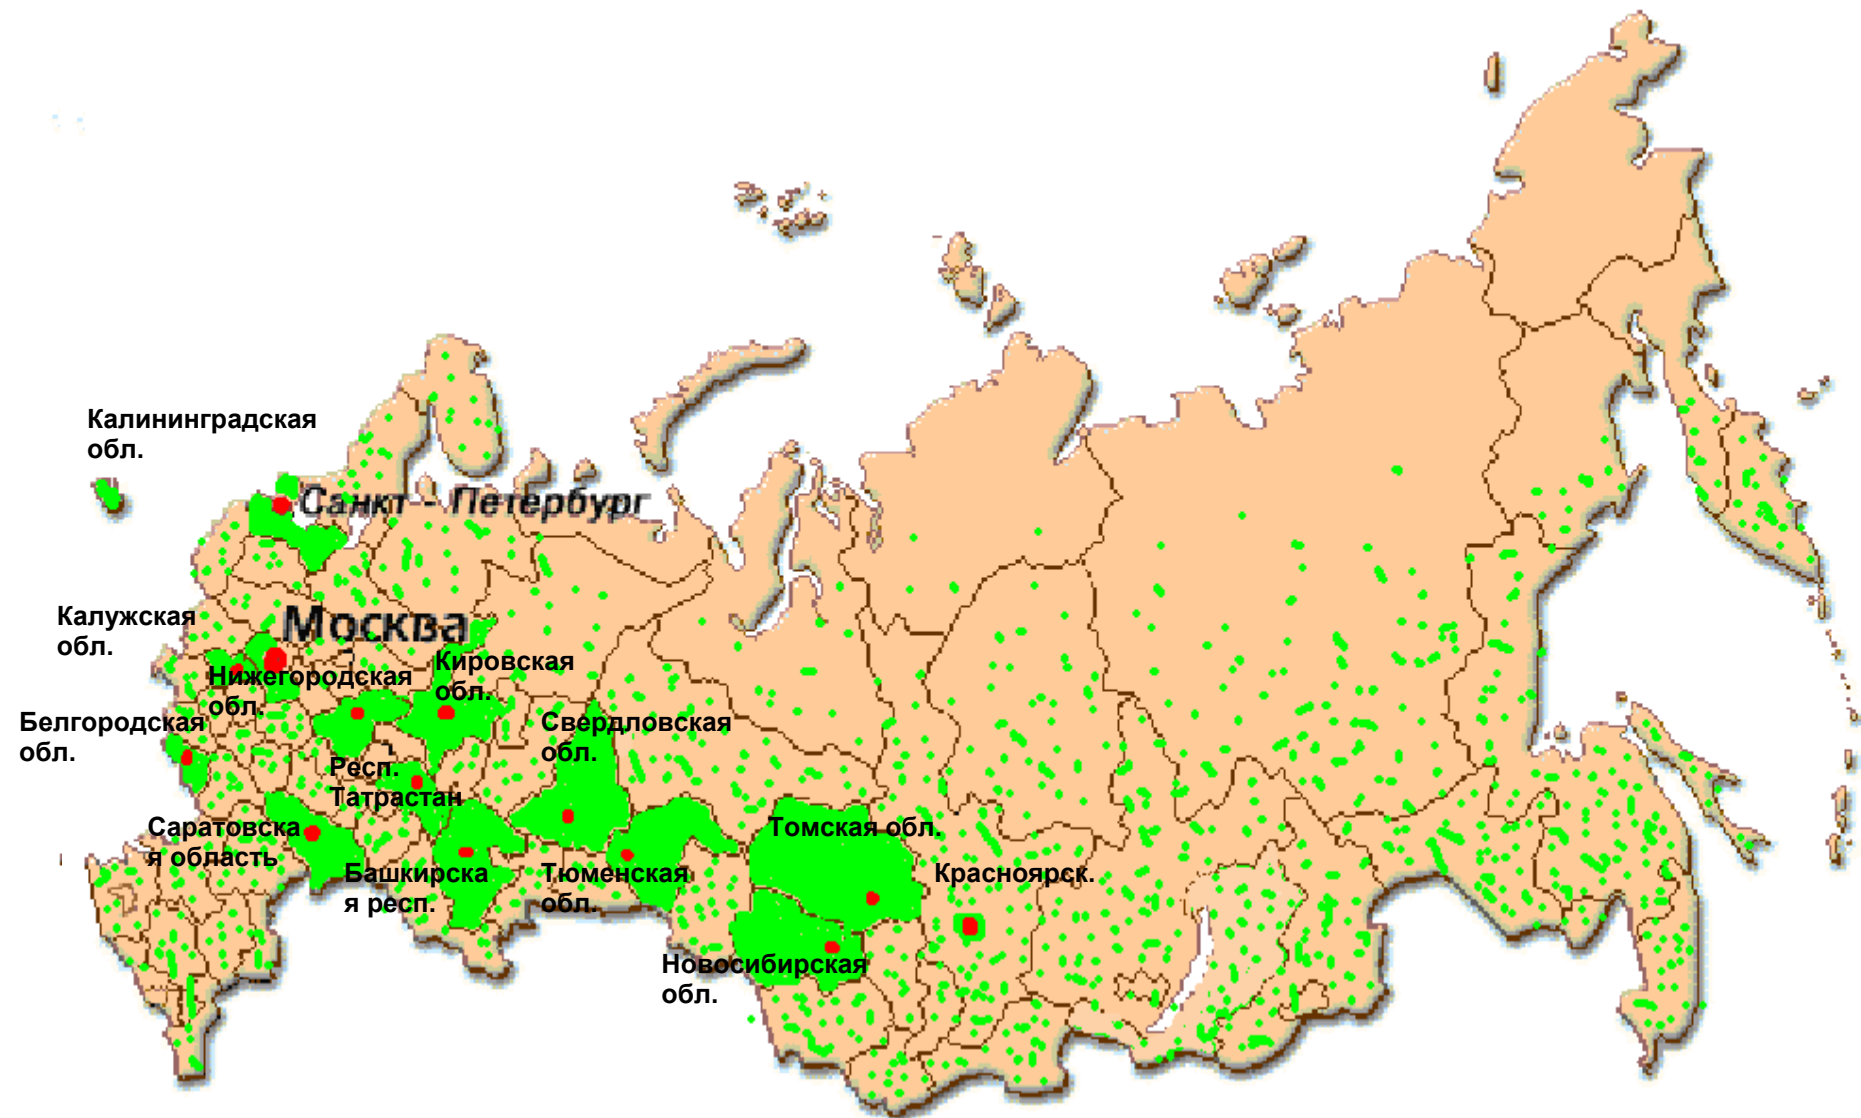 Калининградская
обл.
Санкт - Петербург
Калужская
обл.
Москва
Кировская
обл.
Нижегородская
обл.
Белгородская
обл.
Свердловская
обл.
Респ.
Татрастан
Саратовска
я область
Томская обл.
Башкирска
я респ.
Тюменская
обл.
Красноярск.
Новосибирская
обл.